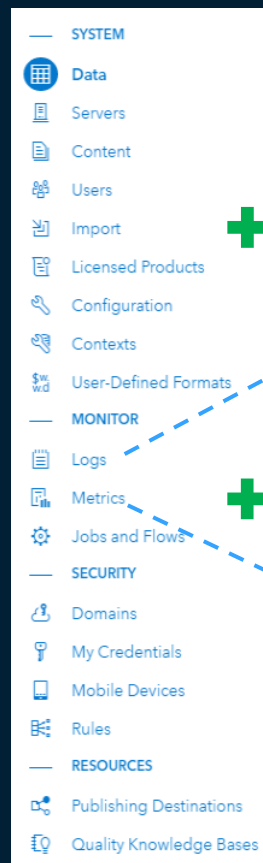 SYSTEM
Data
Servers
Content
Users
Import
Licensed Products
Configuration
Contexts
$w.
w.d
User-Defined Formats
MONITOR
Logs
Metrics
Jobs and Flows
SECURITY
Domains
My Credentials
Mobile Devices
Rules
RESOURCES
Publishing Destinations
Quality Knowledge Bases